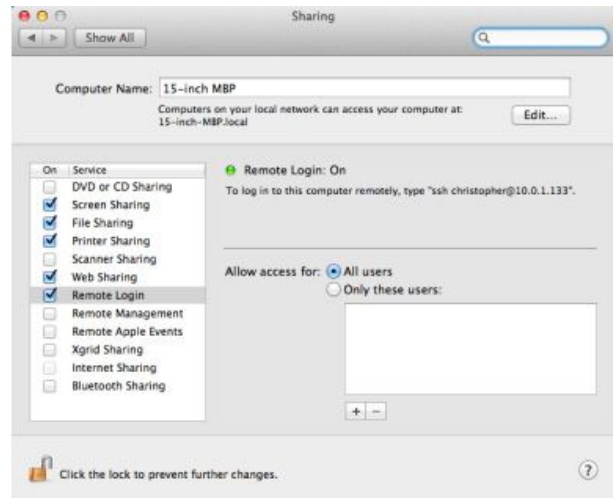 Sharing
Show All
Computer Name: 15-inch MBP
Computers on your local network can access your computer at:
15-inch-MBP.local
Edit...
On Service
DVD or CD Sharing
Screen Sharing
File Sharing
Printer Sharing
Scanner Sharing
Web Sharing
Remote Login
Remote Management
Remote Apple Events
Xgrid Sharing
Internet Sharing
Bluetooth Sharing
Remote Login: On
To log in to this computer remotely, type "ssh christopher@10.0.1.133".
Allow access for: All users
Only these users:
+ −
Click the lock to prevent further changes.
?